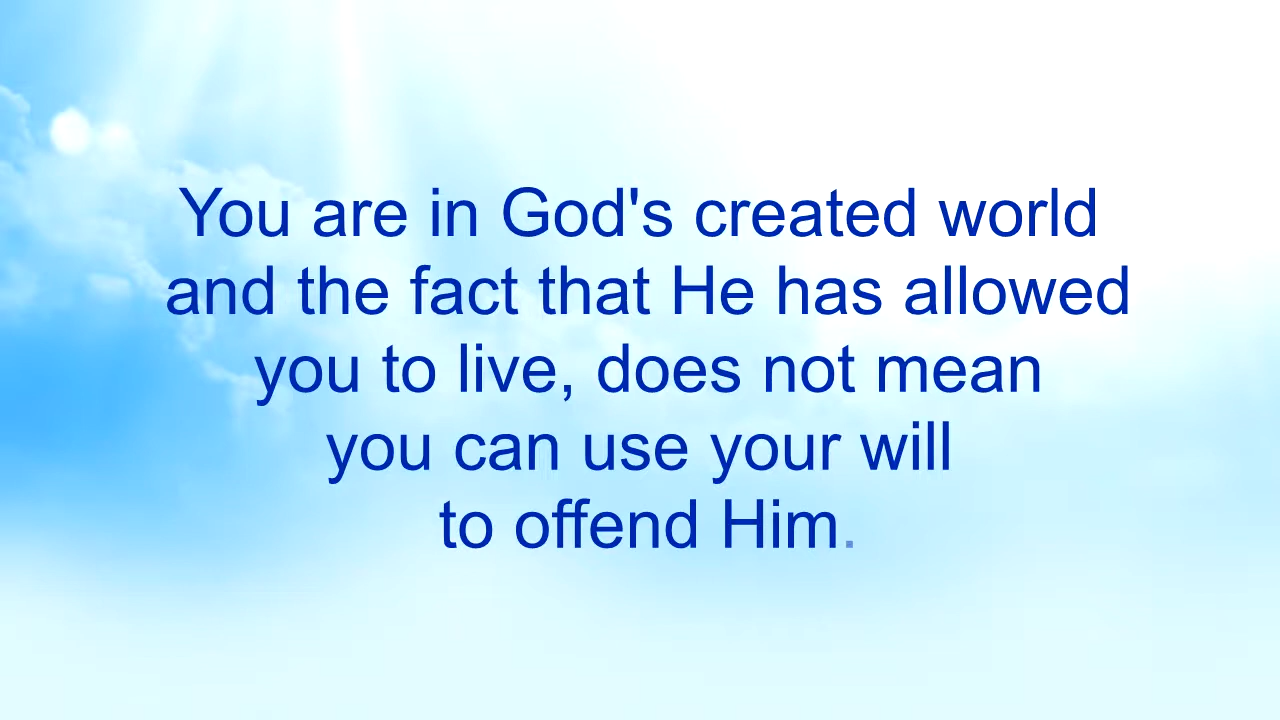 You are in God's created world
and the fact that He has allowed
you to live, does not mean
you can use your will
to offend Him.